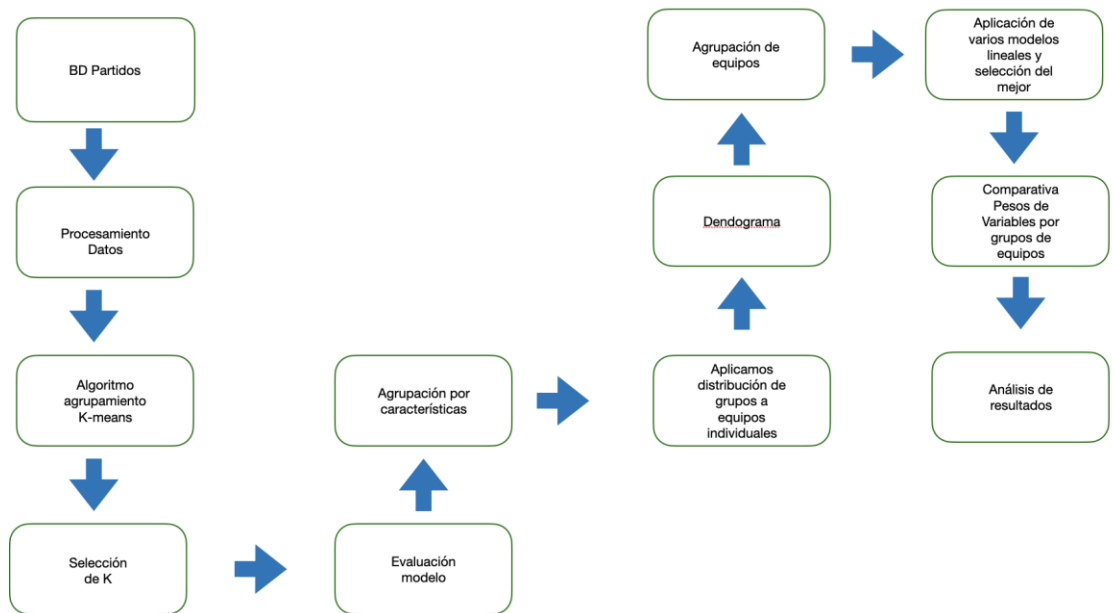 BD Partidos
Procesamiento
Datos
Algoritmo
agrupamiento
K-means
Selección
de K
Evaluación
modelo
Agrupación por
características
Aplicamos
distribución de
grupos a
equipos
individuales
Dendograma
Agrupación de
equipos
Aplicación de
varios modelos
lineales y
selección del
mejor
Comparativa
Pesos de
Variables por
grupos de
equipos
Análisis de
resultados